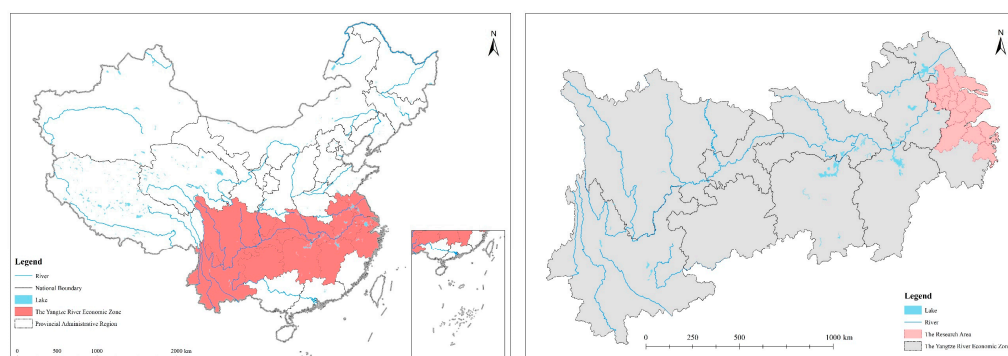 N
Legend
River
National Boundary
Lake
The Yangtze River Economic Zone
Provincial Administrative Region
0 500 1000 2000 km
N
Legend
Lake
River
The Research Area
The Yangtze River Economic Zone
0 250 500 1000 km